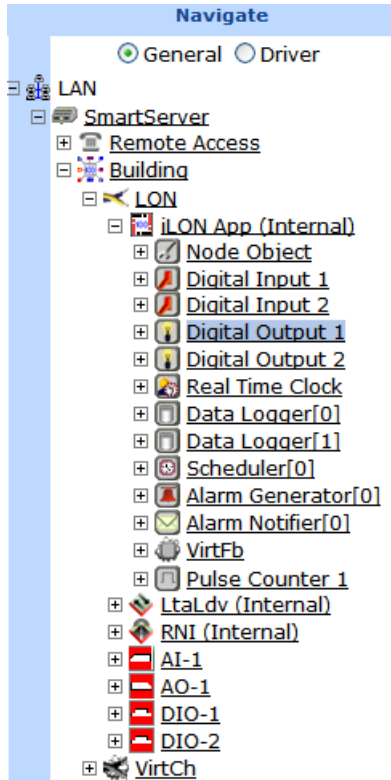 Navigate
General Driver
LAN
SmartServer
Remote Access
Building
LON
iLON App (Internal)
Node Object
Digital Input 1
Digital Input 2
Digital Output 1
Digital Output 2
Real Time Clock
Data Logger[0]
Data Logger[1]
Scheduler[0]
Alarm Generator[0]
Alarm Notifier[0]
VirtFb
Pulse Counter 1
LtaLdv (Internal)
RNI (Internal)
AI-1
AO-1
DIO-1
DIO-2
VirtCh